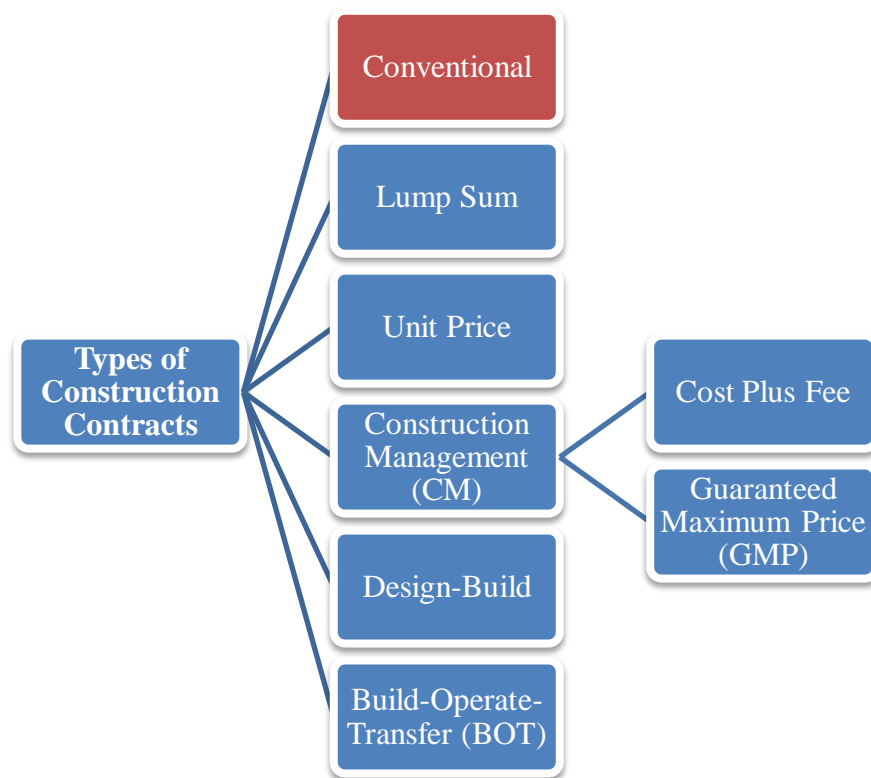 Types of
Construction
Contracts
Conventional
Lump Sum
Unit Price
Construction
Management
(CM)
Cost Plus Fee
Guaranteed
Maximum Price
(GMP)
Design-Build
Build-Operate-
Transfer (BOT)